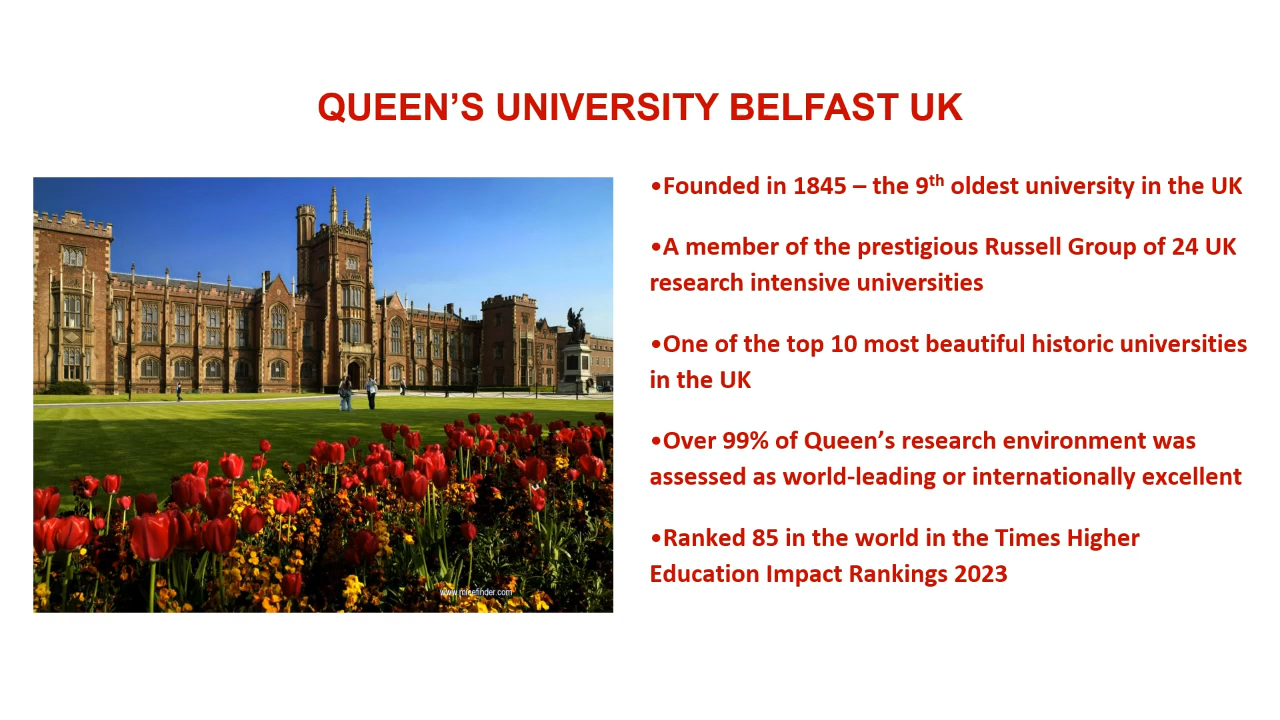 QUEEN’S UNIVERSITY BELFAST UK
•Founded in 1845 – the 9th oldest university in the UK
•A member of the prestigious Russell Group of 24 UK
research intensive universities
•One of the top 10 most beautiful historic universities
in the UK
•Over 99% of Queen’s research environment was
assessed as world-leading or internationally excellent
•Ranked 85 in the world in the Times Higher
Education Impact Rankings 2023